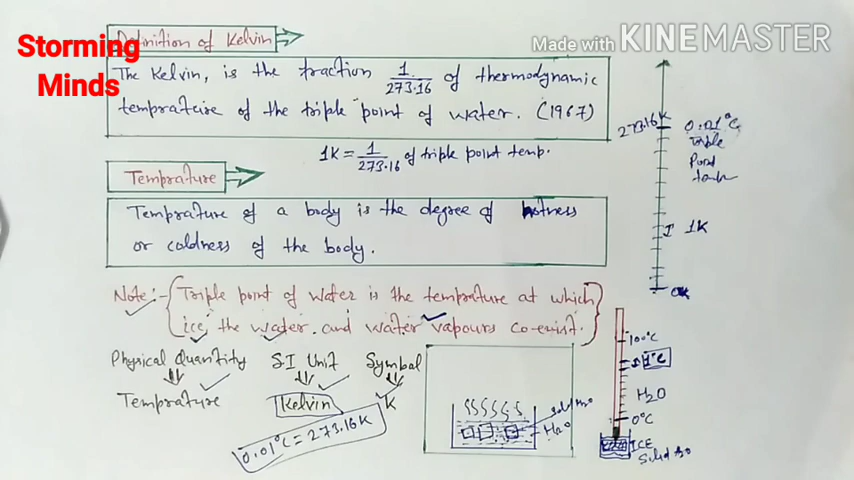 Storming
Minds
Made with KINEMASTER
Definition of Kelvin
The Kelvin, is the fraction 1/273.16 of thermodynamic
temprature of the triple point of water. (1967)
1K = 1/273.16 of triple point temp.
Temprature
Temprature of a body is the degree of hotness
or coldness of the body.
Note:- Triple point of water is the temprature at which
ice, the water and water vapours co-exist.
Physical quantity SI Unit Symbol
Temprature Kelvin K
0.01°C = 273.16K
H2O
273.16K 0.01°C
Triple
Point
1K
0K
100°C
1°C
H2O
0°C
ICE
Solid